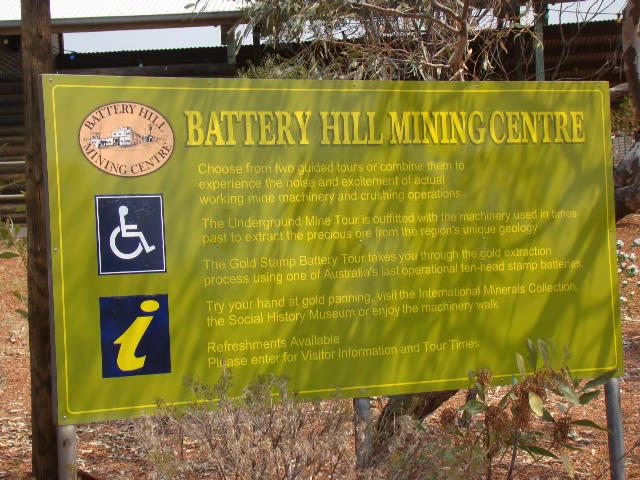 BATTERY HILL
MINING CENTRE
BATTERY HILL MINING CENTRE
Choose from two guided tours or combine them to
experience the noise and excitement of actual
working mine machinery and crushing operations.
The Underground Mine Tour is outfitted with the machinery used in times
past to extract the precious ore from the region's unique geology
The Gold Stamp Battery Tour takes you through the gold extraction
process using one of Australia's last operational ten-head stamp batteries.
Try your hand at gold panning, Visit the International Minerals Collection,
the Social History Museum or enjoy the machinery walk
Refreshments Available
Please enter for Visitor Information and Tour Times
i